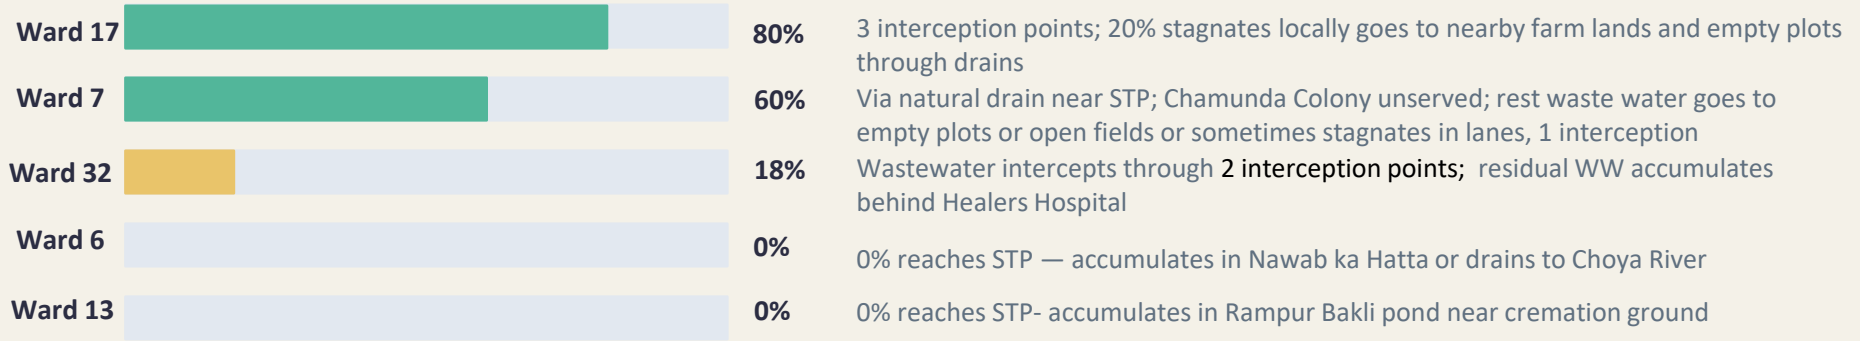 Ward 17
80%
3 interception points; 20% stagnates locally goes to nearby farm lands and empty plots
through drains
Ward 7
60%
Via natural drain near STP; Chamunda Colony unserved; rest waste water goes to
empty plots or open fields or sometimes stagnates in lanes, 1 interception
Ward 32
18%
Wastewater intercepts through 2 interception points; residual WW accumulates
behind Healers Hospital
Ward 6
0%
0% reaches STP — accumulates in Nawab ka Hatta or drains to Choya River
Ward 13
0%
0% reaches STP- accumulates in Rampur Bakli pond near cremation ground